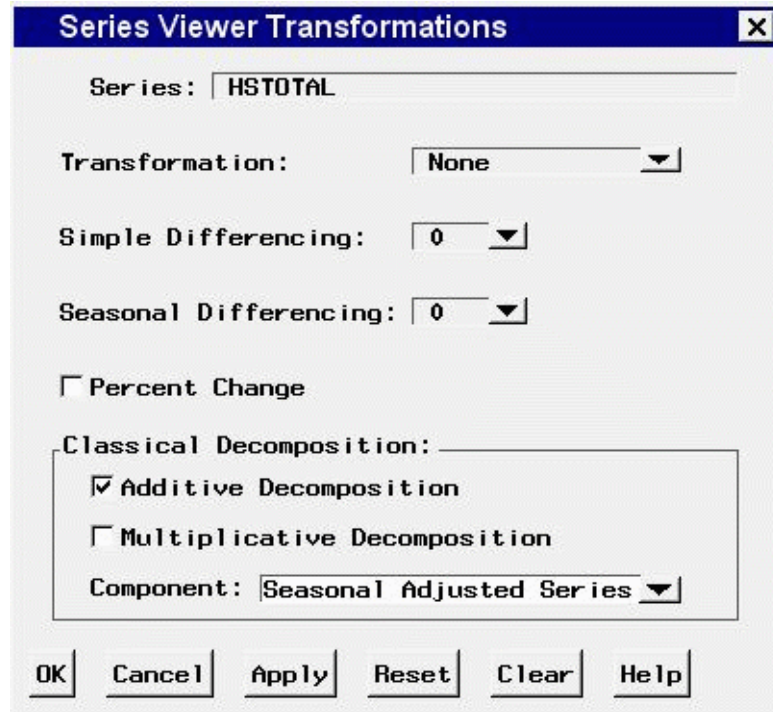 Series Viewer Transformations
Series: HSTOTAL
Transformation: None
Simple Differencing: 0
Seasonal Differencing: 0
Percent Change
Classical Decomposition:
Additive Decomposition
Multiplicative Decomposition
Component: Seasonal Adjusted Series
OK Cancel Apply Reset Clear Help